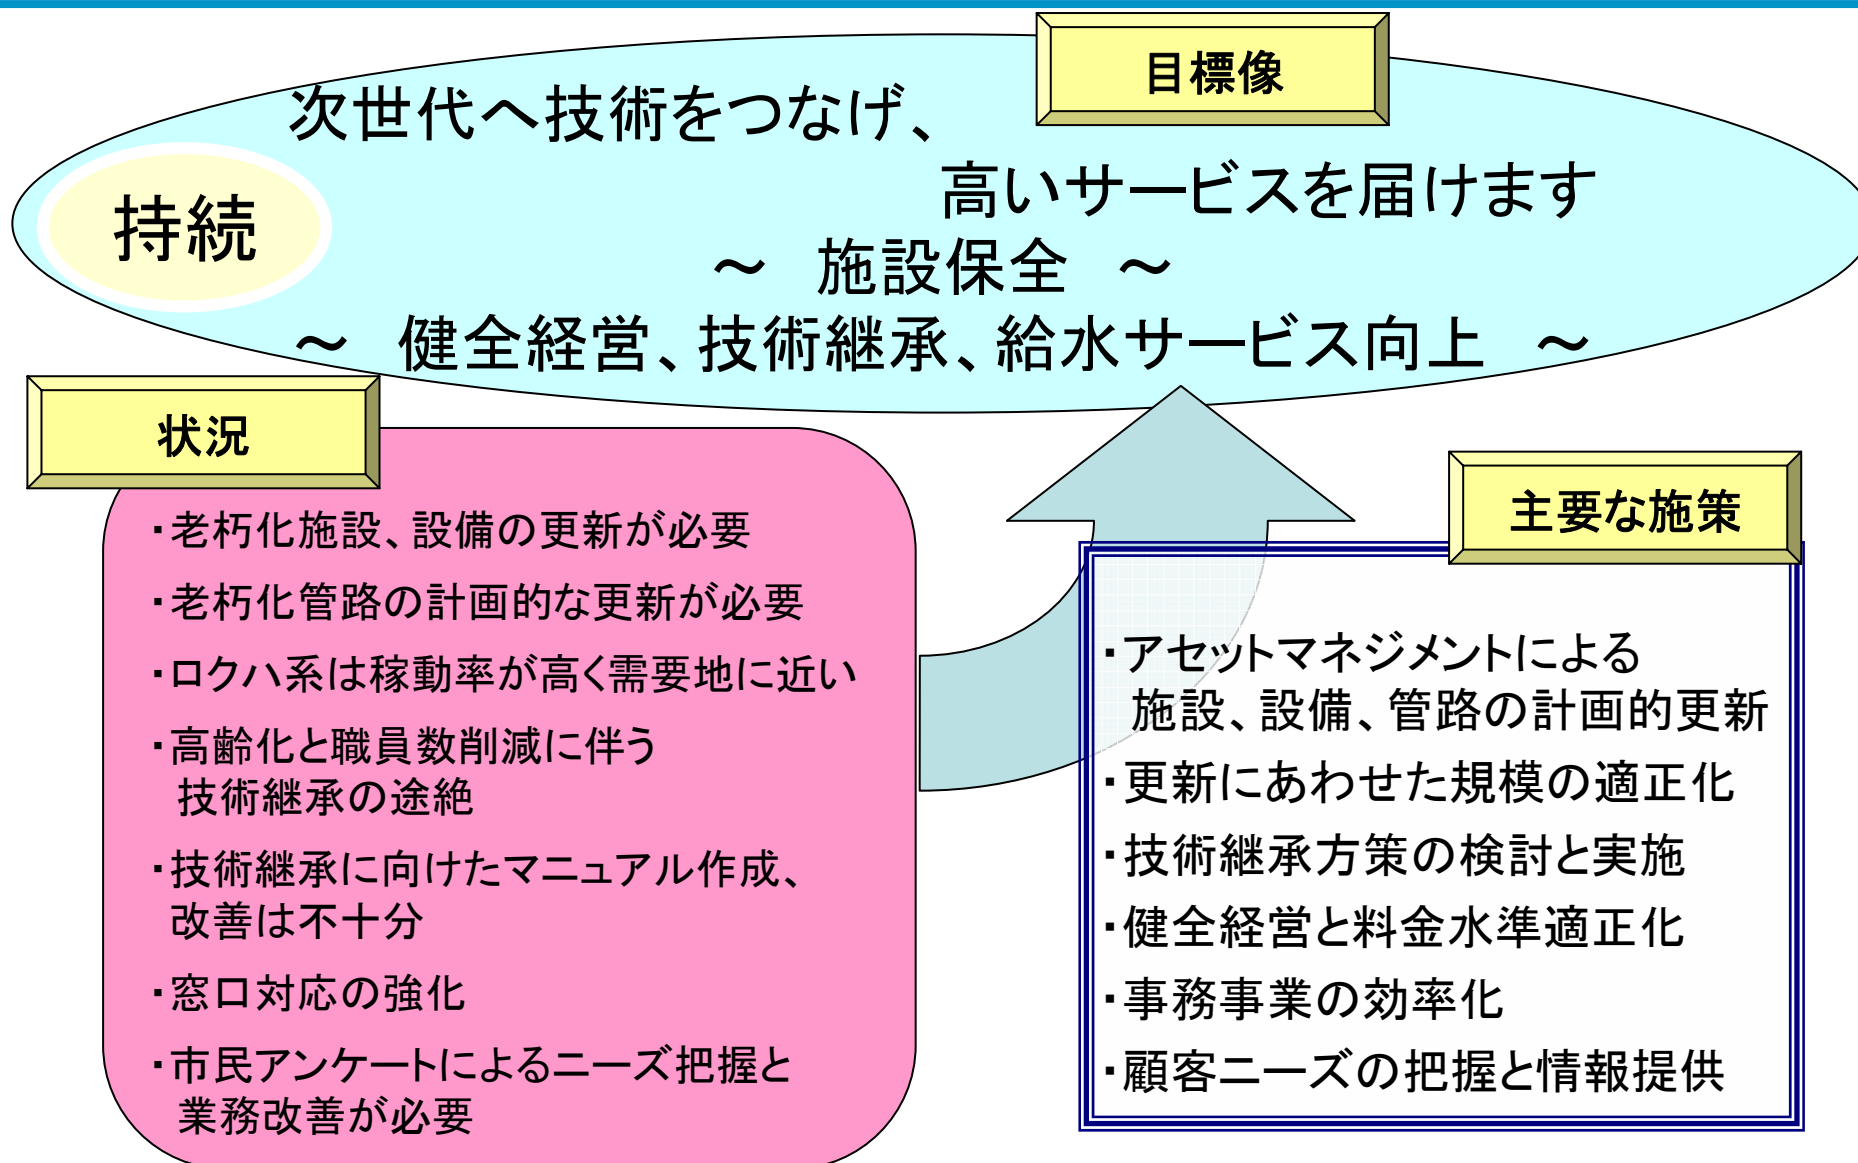 目標像
次世代へ技術をつなげ、
高いサービスを届けます
持続
～　施設保全　～
～　健全経営、技術継承、給水サービス向上　～
状況
・老朽化施設、設備の更新が必要
・老朽化管路の計画的な更新が必要
・ロクハ系は稼動率が高く需要地に近い
・高齢化と職員数削減に伴う
技術継承の途絶
・技術継承に向けたマニュアル作成、
改善は不十分
・窓口対応の強化
・市民アンケートによるニーズ把握と
業務改善が必要
主要な施策
・アセットマネジメントによる
施設、設備、管路の計画的更新
・更新にあわせた規模の適正化
・技術継承方策の検討と実施
・健全経営と料金水準適正化
・事務事業の効率化
・顧客ニーズの把握と情報提供